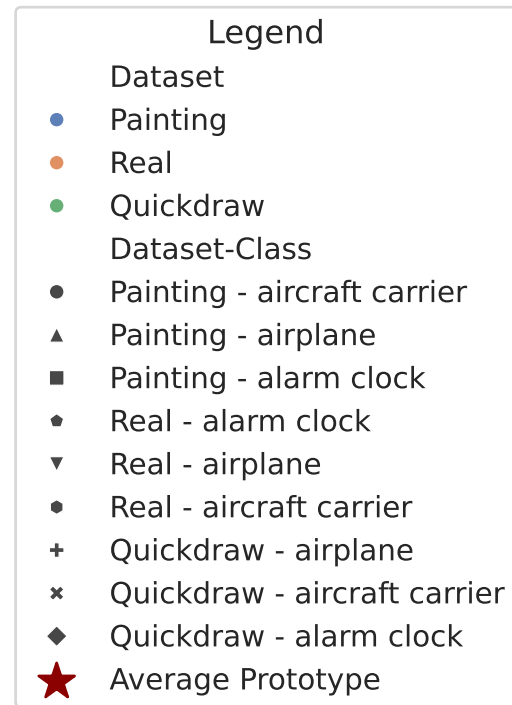 Legend
Dataset
Painting
Real
Quickdraw
Dataset-Class
Painting - aircraft carrier
Painting - airplane
Painting - alarm clock
Real - alarm clock
Real - airplane
Real - aircraft carrier
Quickdraw - airplane
Quickdraw - aircraft carrier
Quickdraw - alarm clock
Average Prototype